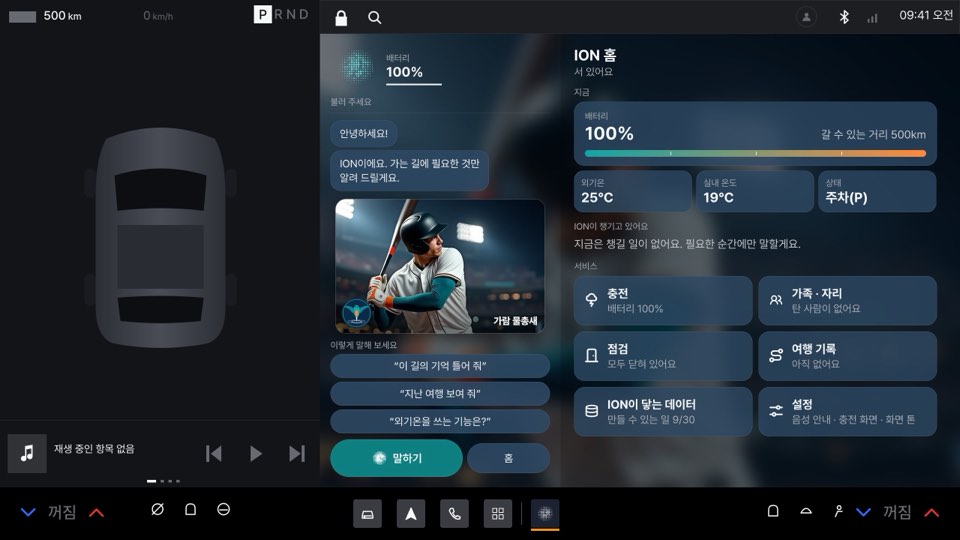 500 km
0 km/h
P R N D
09:41 오전
배터리
100%
불러 주세요
안녕하세요!
ION이에요. 가는 길에 필요한 것만
알려 드릴게요.
가람 물총새
이렇게 말해 보세요
“이 길의 기억 틀어 줘”
“지난 여행 보여 줘”
“외기온을 쓰는 기능은?”
말하기
홈
ION 홈
서 있어요
지금
배터리
100%
갈 수 있는 거리 500km
외기온
25°C
실내 온도
19°C
상태
주차(P)
ION이 챙기고 있어요
지금은 챙길 일이 없어요. 필요한 순간에만 말할게요.
서비스
충전
배터리 100%
가족 · 자리
탄 사람이 없어요
점검
모두 닫혀 있어요
여행 기록
아직 없어요
ION이 닿는 데이터
만들 수 있는 일 9/30
설정
음성 안내 · 충전 화면 · 화면 톤
재생 중인 항목 없음
꺼짐
꺼짐